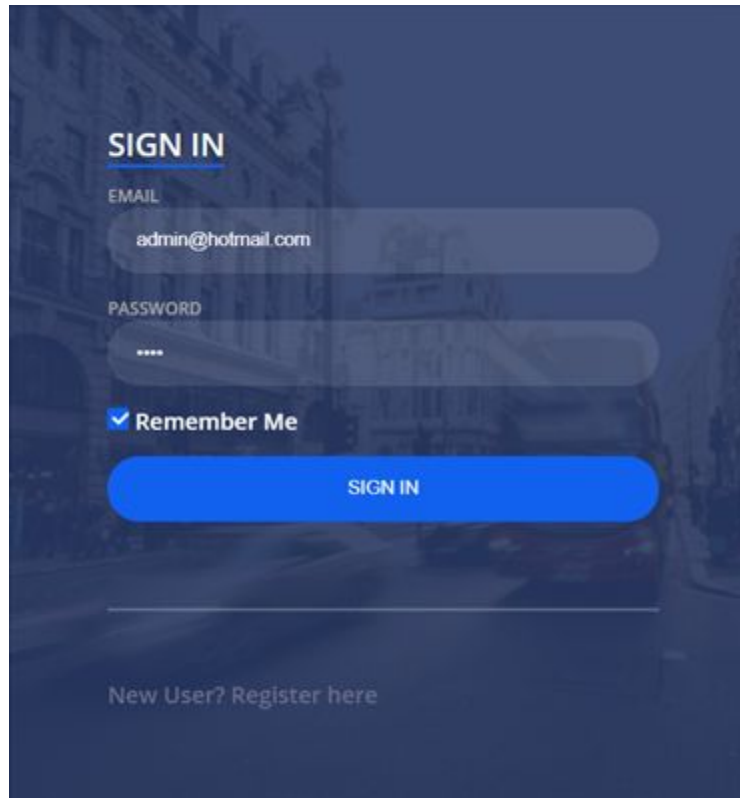 SIGN IN
EMAIL
admin@hotmail.com
PASSWORD
••••
Remember Me
SIGN IN
New User? Register here